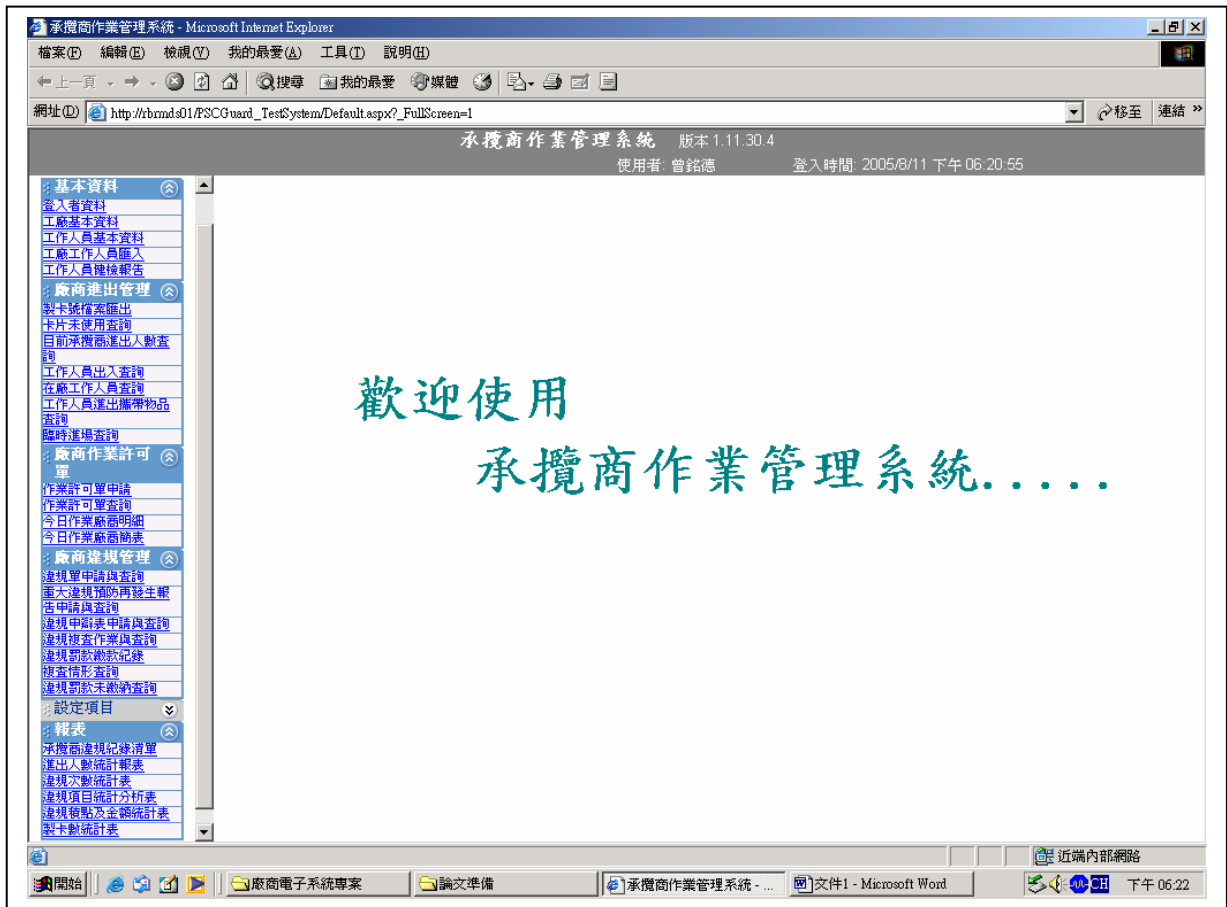 承攬商作業管理系統 - Microsoft Internet Explorer
檔案(F) 編輯(E) 檢視(V) 我的最愛(A) 工具(T) 說明(H)
上一頁 搜尋 我的最愛 媒體
網址(D) http://rbrmds01/PSCGuard_TestSystem/Default.aspx?_FullScreen=1 移至 連結 »
承攬商作業管理系統 版本 1.11.30.4
使用者: 曾銘德 登入時間: 2005/8/11 下午 06:20:55
基本資料
登入者資料
工廠基本資料
工作人員基本資料
工廠工作人員匯入
工作人員健檢報告
廠商進出管理
製卡號檔案匯出
卡片未使用查詢
目前承攬商進出人數查
詢
工作人員出入查詢
在廠工作人員查詢
工作人員進出攜帶物品
查詢
臨時進場查詢
廠商作業許可
單
作業許可單申請
作業許可單查詢
今日作業廠商明細
今日作業廠商簡表
廠商違規管理
違規單申請與查詢
重大違規預防再發生報
告申請與查詢
違規申辯表申請與查詢
違規複查作業與查詢
違規罰款繳款紀錄
複查情形查詢
違規罰款未繳納查詢
設定項目
報表
承攬商違規紀錄清單
進出人數統計報表
違規次數統計表
違規項目統計分析表
違規積點及金額統計表
製卡數統計表
歡迎使用
承攬商作業管理系統.....
近端內部網路
開始 廠商電子系統專案 論文準備 承攬商作業管理系統 - ... 文件1 - Microsoft Word CH 下午 06:22